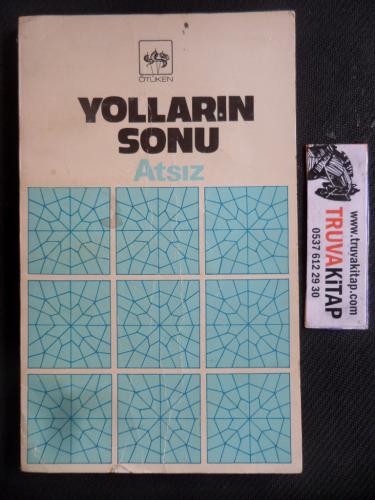 ÖTÜKEN
YOLLARIN
SONU
Atsız
www.truvakitap.com
TRUVAKİTAP
0537 612 29 30